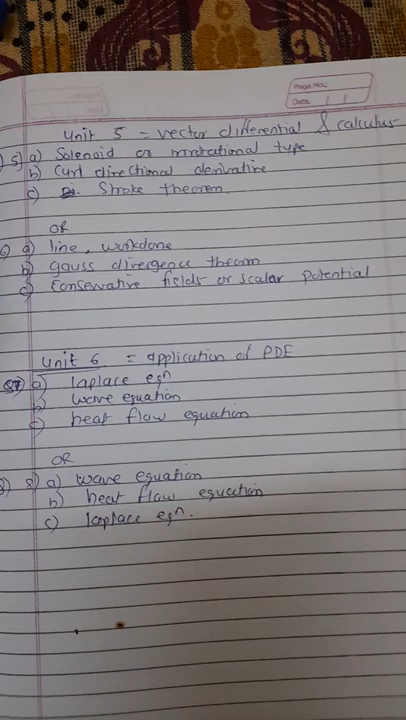 Page No.:
Date: / /
Unit 5 = vector differential & calculus
5) a) Solenoid or irrotational type
b) Curl directional derivative
c) Stroke theorem
OR
6) a) line, workdone
b) gauss divergence theorem
c) Conservative fields or scalar potential
Unit 6 = application of PDE
Q7) a) laplace eqn
b) wave equation
c) heat flow equation
OR
8) a) wave equation
b) heat flow equation
c) laplace eqn.